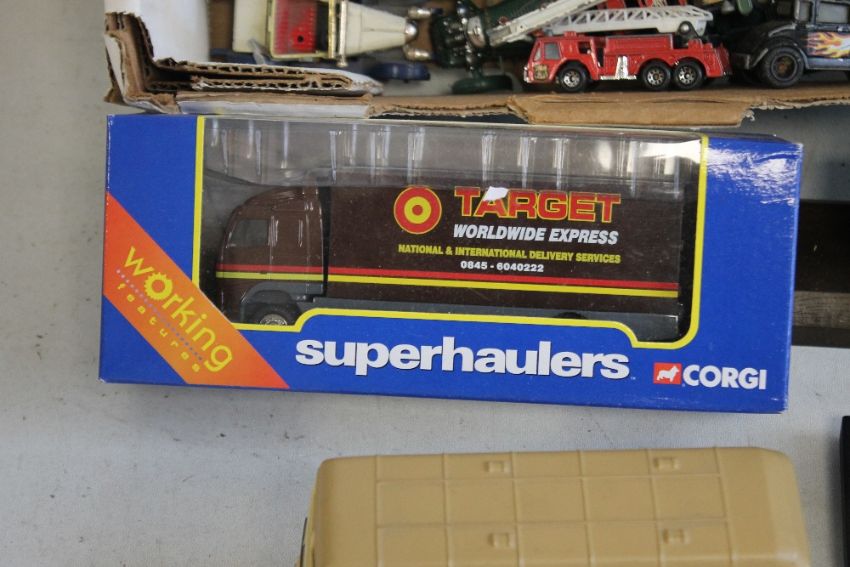 TARGET
WORLDWIDE EXPRESS
NATIONAL & INTERNATIONAL DELIVERY SERVICES
0845 - 6040222
working
features
superhaulers
CORGI